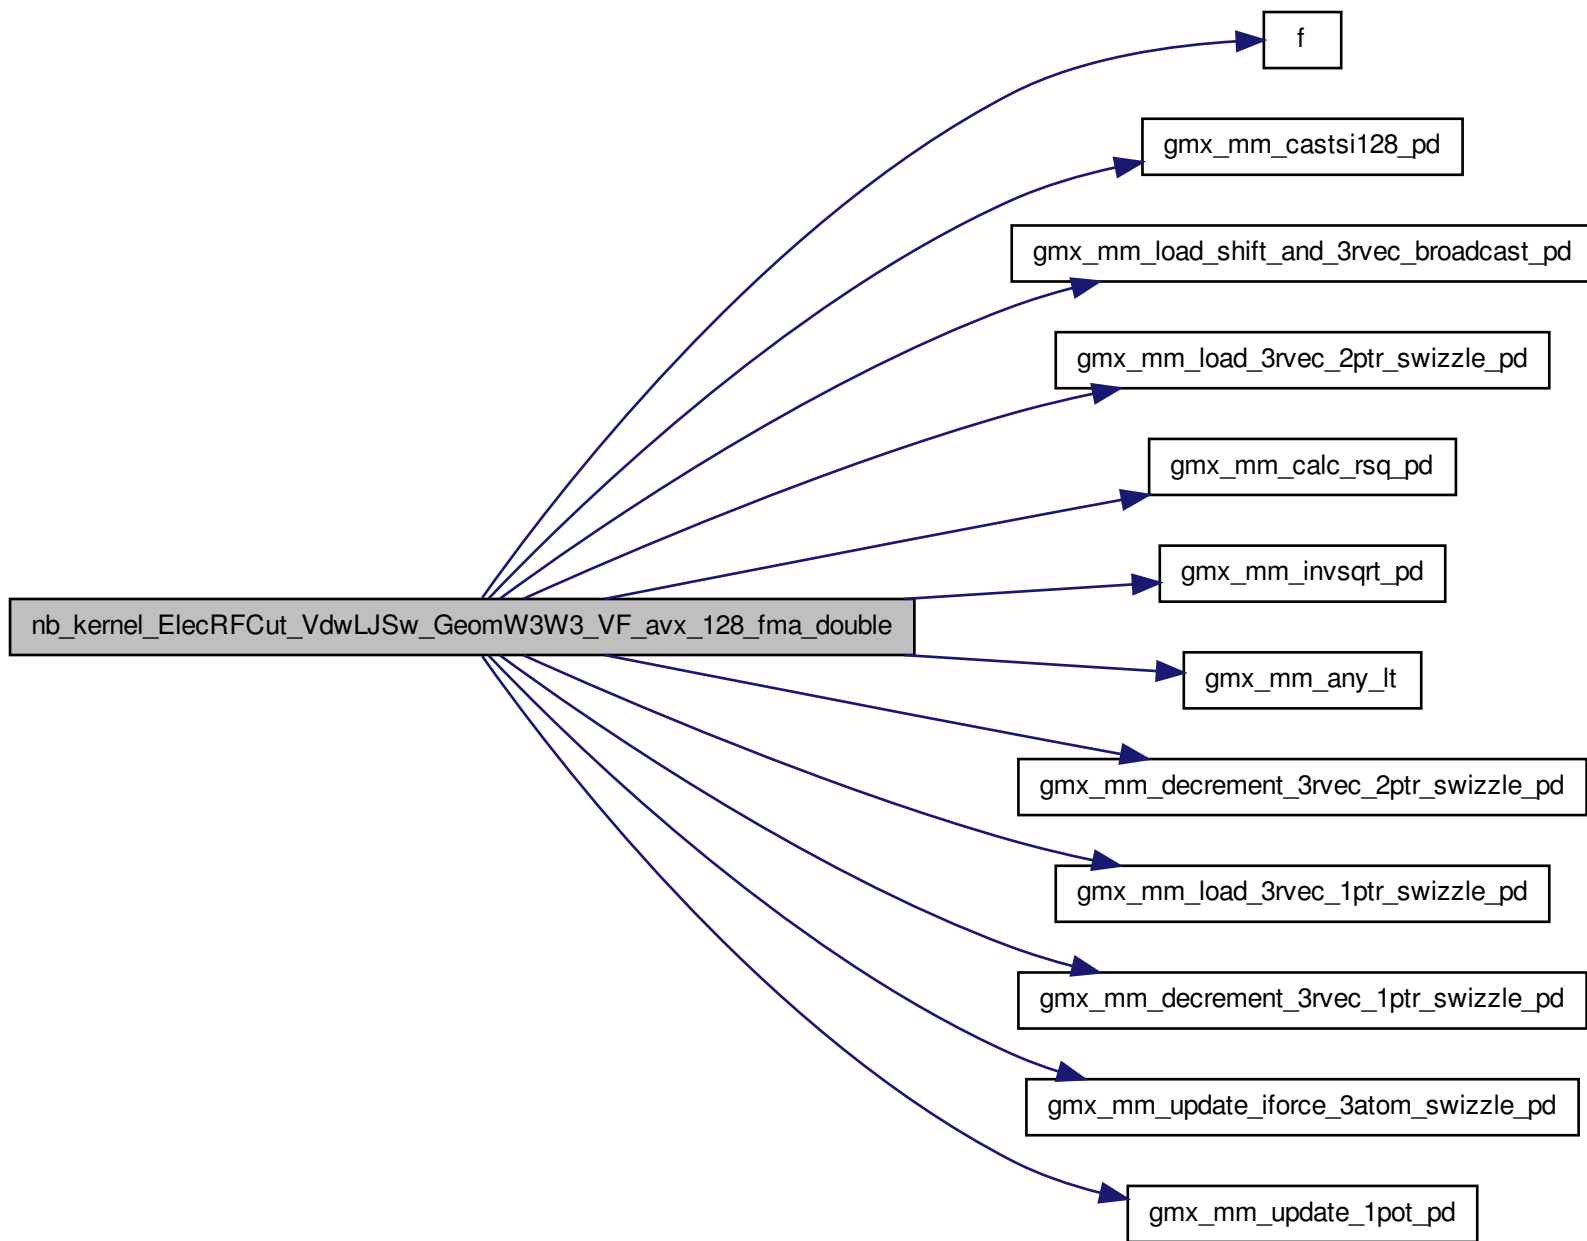 f
gmx_mm_castsi128_pd
gmx_mm_load_shift_and_3rvec_broadcast_pd
gmx_mm_load_3rvec_2ptr_swizzle_pd
gmx_mm_calc_rsq_pd
gmx_mm_invsqrt_pd
nb_kernel_ElecRFCut_VdwLJSw_GeomW3W3_VF_avx_128_fma_double
gmx_mm_any_lt
gmx_mm_decrement_3rvec_2ptr_swizzle_pd
gmx_mm_load_3rvec_1ptr_swizzle_pd
gmx_mm_decrement_3rvec_1ptr_swizzle_pd
gmx_mm_update_iforce_3atom_swizzle_pd
gmx_mm_update_1pot_pd